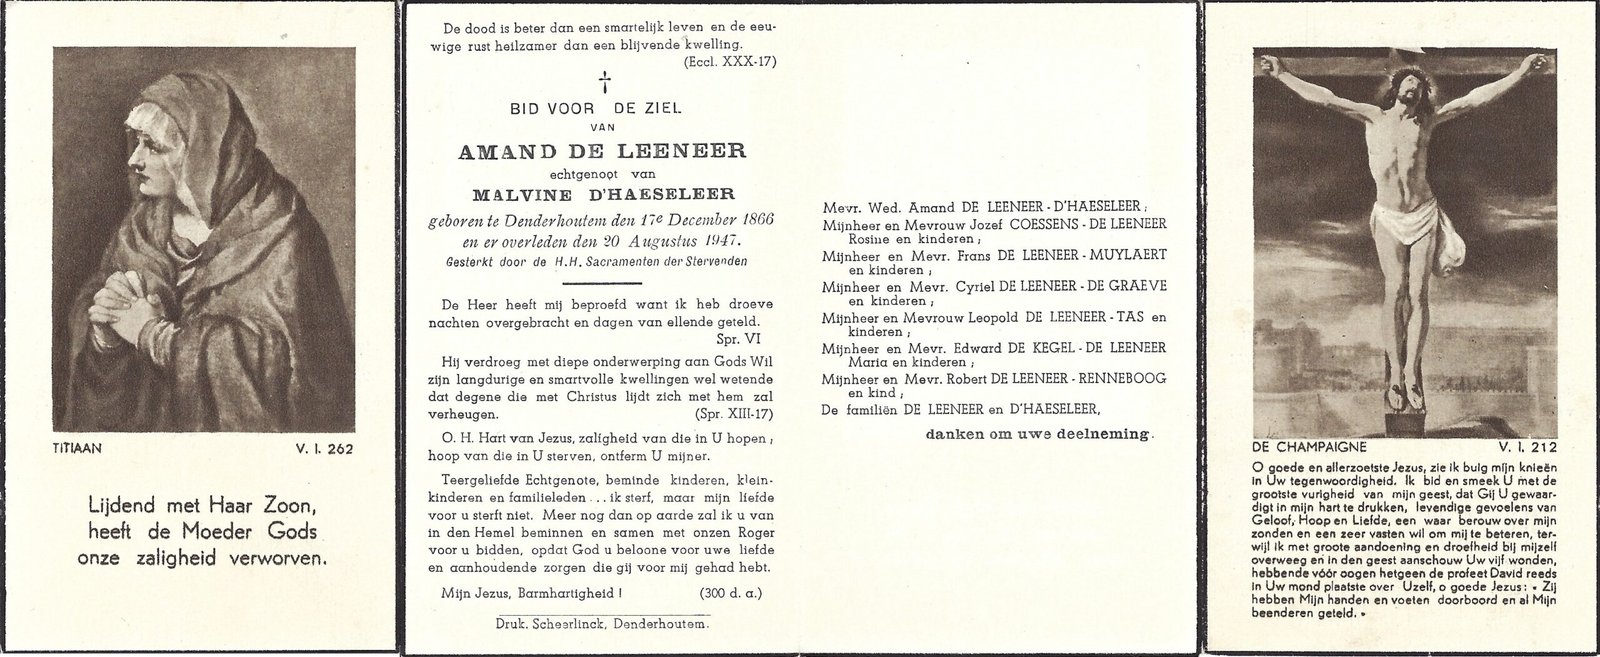 TITIAAN V. I. 262
Lijdend met Haar Zoon,
heeft de Moeder Gods
onze zaligheid verworven.
De dood is beter dan een smartelijk leven en de eeu-
wige rust heilzamer dan een blijvende kwelling.
(Eccl. XXX-17)
BID VOOR DE ZIEL
VAN
AMAND DE LEENEER
echtgenoot van
MALVINE D'HAESELEER
geboren te Denderhoutem den 17e December 1866
en er overleden den 20 Augustus 1947.
Gesterkt door de H.H. Sacramenten der Stervenden
De Heer heeft mij beproefd want ik heb droeve
nachten overgebracht en dagen van ellende geteld.
Spr. VI
Hij verdroeg met diepe onderwerping aan Gods Wil
zijn langdurige en smartvolle kwellingen wel wetende
dat degene die met Christus lijdt zich met hem zal
verheugen. (Spr. XIII-17)
O. H. Hart van Jezus, zaligheid van die in U hopen ;
hoop van die in U sterven, ontferm U mijner.
Teergeliefde Echtgenote, beminde kinderen, klein-
kinderen en familieleden . . . ik sterf, maar mijn liefde
voor u sterft niet. Meer nog dan op aarde zal ik u van
in den Hemel beminnen en samen met onzen Roger
voor u bidden, opdat God u beloone voor uwe liefde
en aanhoudende zorgen die gij voor mij gehad hebt.
Mijn Jezus, Barmhartigheid ! (300 d. a.)
Druk. Scheerlinck, Denderhoutem.
Mevr. Wed. Amand DE LEENEER - D'HAESELEER ;
Mijnheer en Mevrouw Jozef COESSENS - DE LEENEER
Rosine en kinderen ;
Mijnheer en Mevr. Frans DE LEENEER - MUYLAERT
en kinderen ;
Mijnheer en Mevr. Cyriel DE LEENEER - DE GRAEVE
en kinderen ;
Mijnheer en Mevrouw Leopold DE LEENEER - TAS en
kinderen ;
Mijnheer en Mevr. Edward DE KEGEL - DE LEENEER
Maria en kinderen ;
Mijnheer en Mevr. Robert DE LEENEER - RENNEBOOG
en kind ;
De familiën DE LEENEER en D'HAESELEER,
danken om uwe deelneming.
DE CHAMPAIGNE V. I. 212
O goede en allerzoetste Jezus, zie ik buig mijn knieën
in Uw tegenwoordigheid. Ik bid en smeek U met de
grootste vurigheid van mijn geest, dat Gij U gewaar-
digt in mijn hart te drukken, levendige gevoelens van
Geloof, Hoop en Liefde, een waar berouw over mijn
zonden en een zeer vasten wil om mij te beteren, ter-
wijl ik met groote aandoening en droefheid bij mijzelf
overweeg en in den geest aanschouw Uw vijf wonden,
hebbende vóór oogen hetgeen de profeet David reeds
in Uw mond plaatste over Uzelf, o goede Jezus : « Zij
hebben Mijn handen en voeten doorboord en al Mijn
beenderen geteld. »